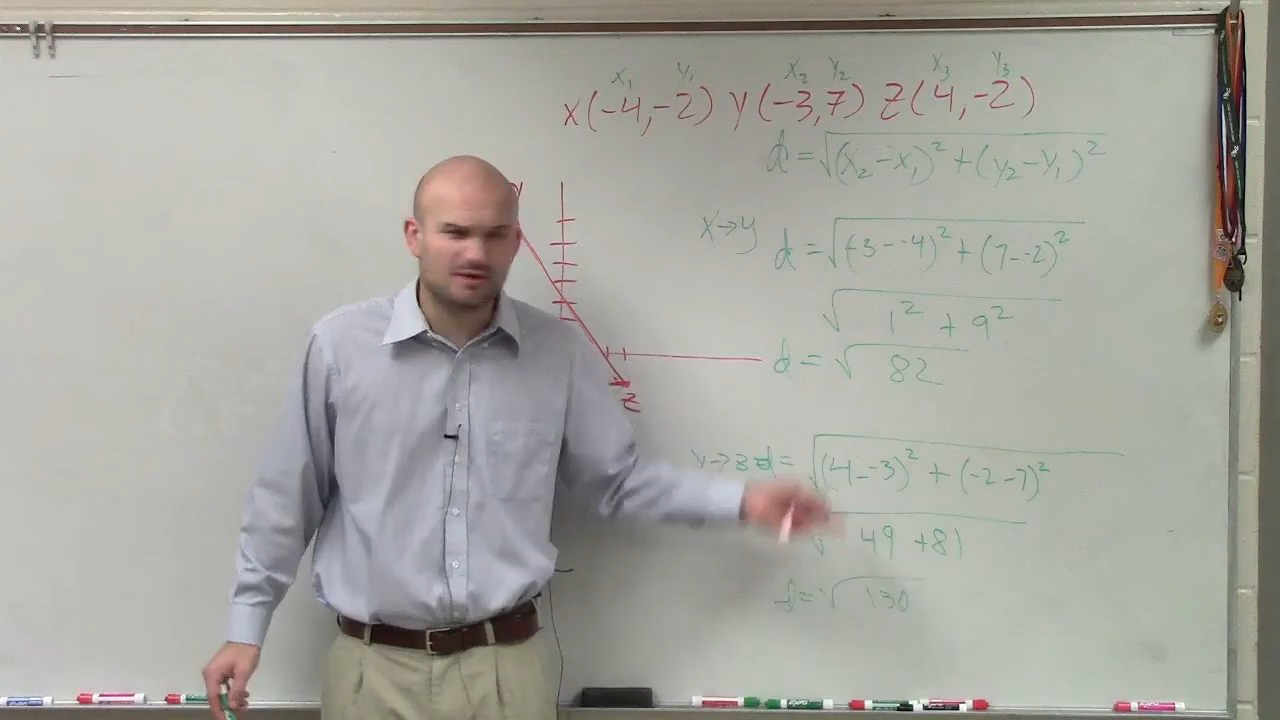 x₁ y₁ x₂ y₂ x₃ y₃
X(-4,-2) Y(-3,7) Z(4,-2)
d=√(x₂-x₁)²+(y₂-y₁)²
x→y d=√(-3--4)²+(7--2)²
√1²+9²
d=√82
Z
y→z d=√(4--3)²+(-2-7)²
√49+81
d=√130